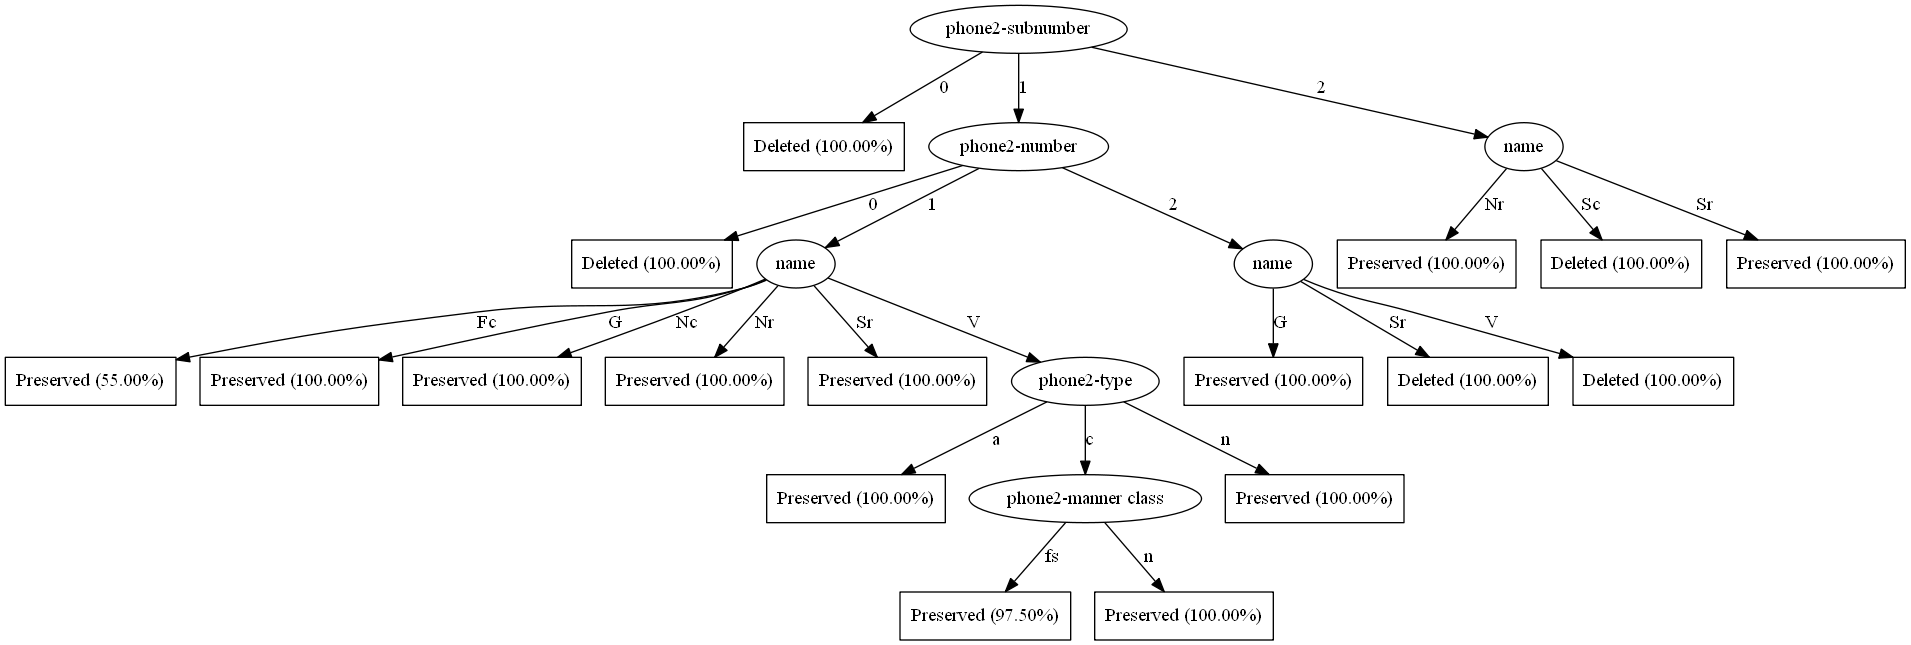 phone2-subnumber
0
1
2
Deleted (100.00%)
phone2-number
name
0
1
2
Nr
Sc
Sr
Deleted (100.00%)
name
name
Preserved (100.00%)
Deleted (100.00%)
Preserved (100.00%)
Fc
G
Nc
Nr
Sr
V
G
Sr
V
Preserved (55.00%)
Preserved (100.00%)
Preserved (100.00%)
Preserved (100.00%)
Preserved (100.00%)
phone2-type
Preserved (100.00%)
Deleted (100.00%)
Deleted (100.00%)
a
c
n
Preserved (100.00%)
phone2-manner class
Preserved (100.00%)
fs
n
Preserved (97.50%)
Preserved (100.00%)